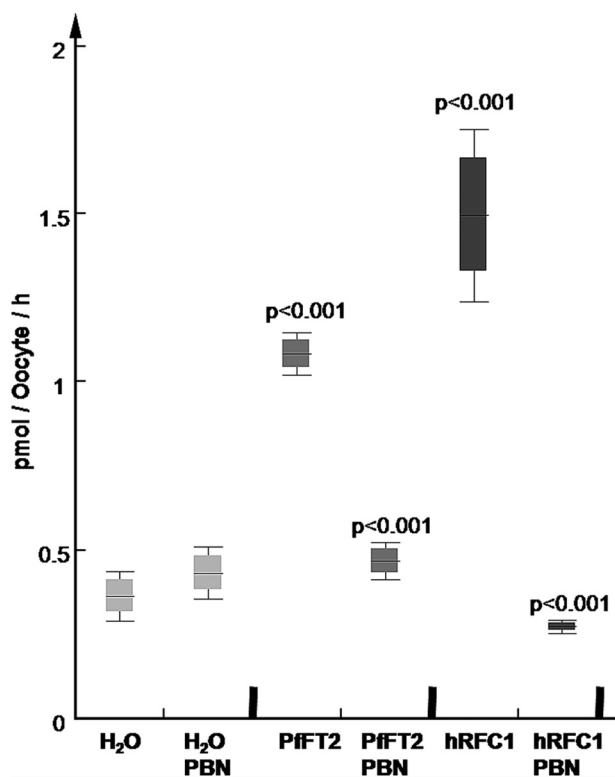 2
p<0.001
1.5
p<0.001
1
pmol / Oocyte / h
0.5
p<0.001
p<0.001
0
H₂O
H₂O
PBN
PfFT2
PfFT2
PBN
hRFC1
hRFC1
PBN